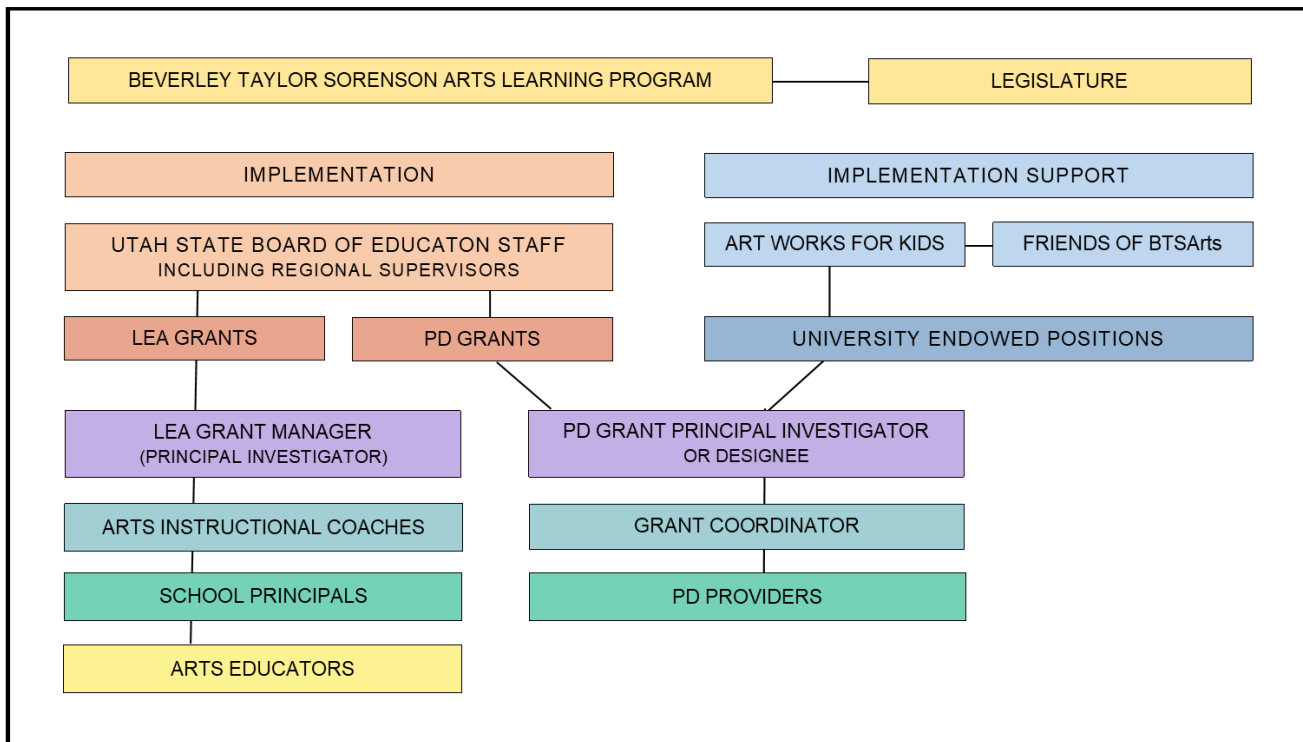 BEVERLEY TAYLOR SORENSON ARTS LEARNING PROGRAM
LEGISLATURE
IMPLEMENTATION
IMPLEMENTATION SUPPORT
UTAH STATE BOARD OF EDUCATON STAFF
INCLUDING REGIONAL SUPERVISORS
ART WORKS FOR KIDS
FRIENDS OF BTSArts
LEA GRANTS
PD GRANTS
UNIVERSITY ENDOWED POSITIONS
LEA GRANT MANAGER
(PRINCIPAL INVESTIGATOR)
PD GRANT PRINCIPAL INVESTIGATOR
OR DESIGNEE
ARTS INSTRUCTIONAL COACHES
GRANT COORDINATOR
SCHOOL PRINCIPALS
PD PROVIDERS
ARTS EDUCATORS